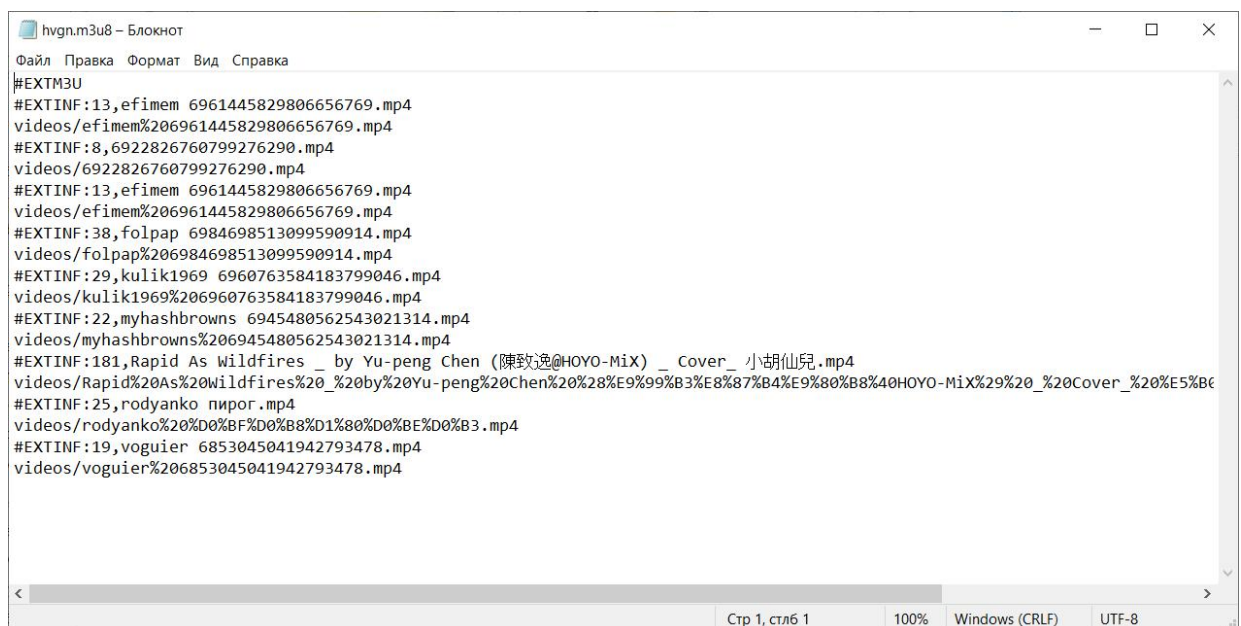 hvgn.m3u8 – Блокнот
Файл Правка Формат Вид Справка
#EXTM3U
#EXTINF:13,efimem 6961445829806656769.mp4
videos/efimem%206961445829806656769.mp4
#EXTINF:8,6922826760799276290.mp4
videos/6922826760799276290.mp4
#EXTINF:13,efimem 6961445829806656769.mp4
videos/efimem%206961445829806656769.mp4
#EXTINF:38,folpap 6984698513099590914.mp4
videos/folpap%206984698513099590914.mp4
#EXTINF:29,kulik1969 6960763584183799046.mp4
videos/kulik1969%206960763584183799046.mp4
#EXTINF:22,myhashbrowns 6945480562543021314.mp4
videos/myhashbrowns%206945480562543021314.mp4
#EXTINF:181,Rapid As Wildfires _ by Yu-peng Chen (陳致逸@HOYO-MiX) _ Cover_ 小胡仙兒.mp4
videos/Rapid%20As%20Wildfires%20_%20by%20Yu-peng%20Chen%20%28%E9%99%B3%E8%87%B4%E9%80%B8%40HOYO-MiX%29%20_%20Cover_%20%E5%B0
#EXTINF:25,rodyanko пирог.mp4
videos/rodyanko%20%D0%BF%D0%B8%D1%80%D0%BE%D0%B3.mp4
#EXTINF:19,voguier 6853045041942793478.mp4
videos/voguier%206853045041942793478.mp4
Стр 1, стлб 1 100% Windows (CRLF) UTF-8